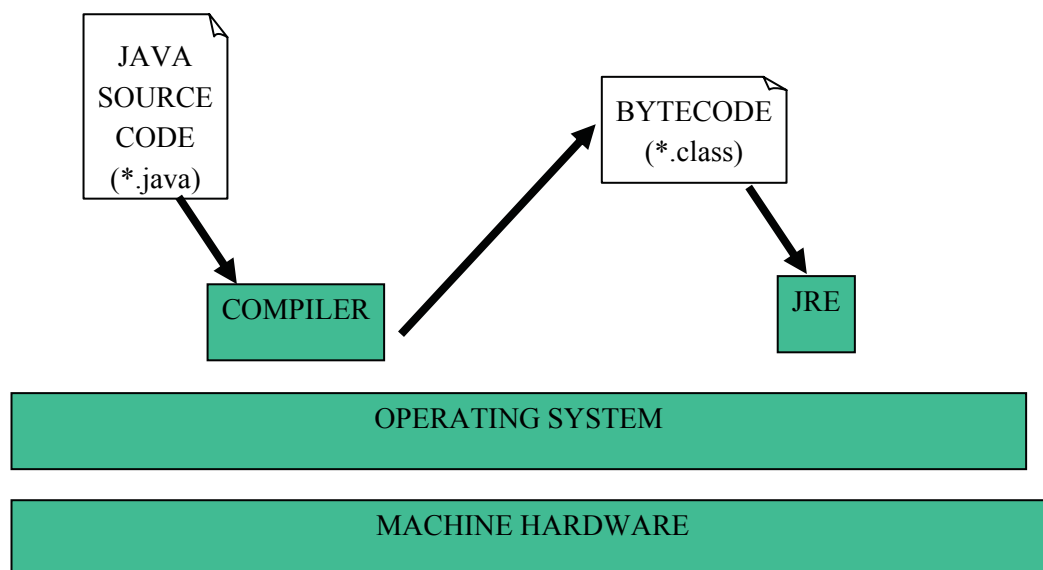 JAVA
SOURCE
CODE
(*.java)
BYTECODE
(*.class)
COMPILER
JRE
OPERATING SYSTEM
MACHINE HARDWARE